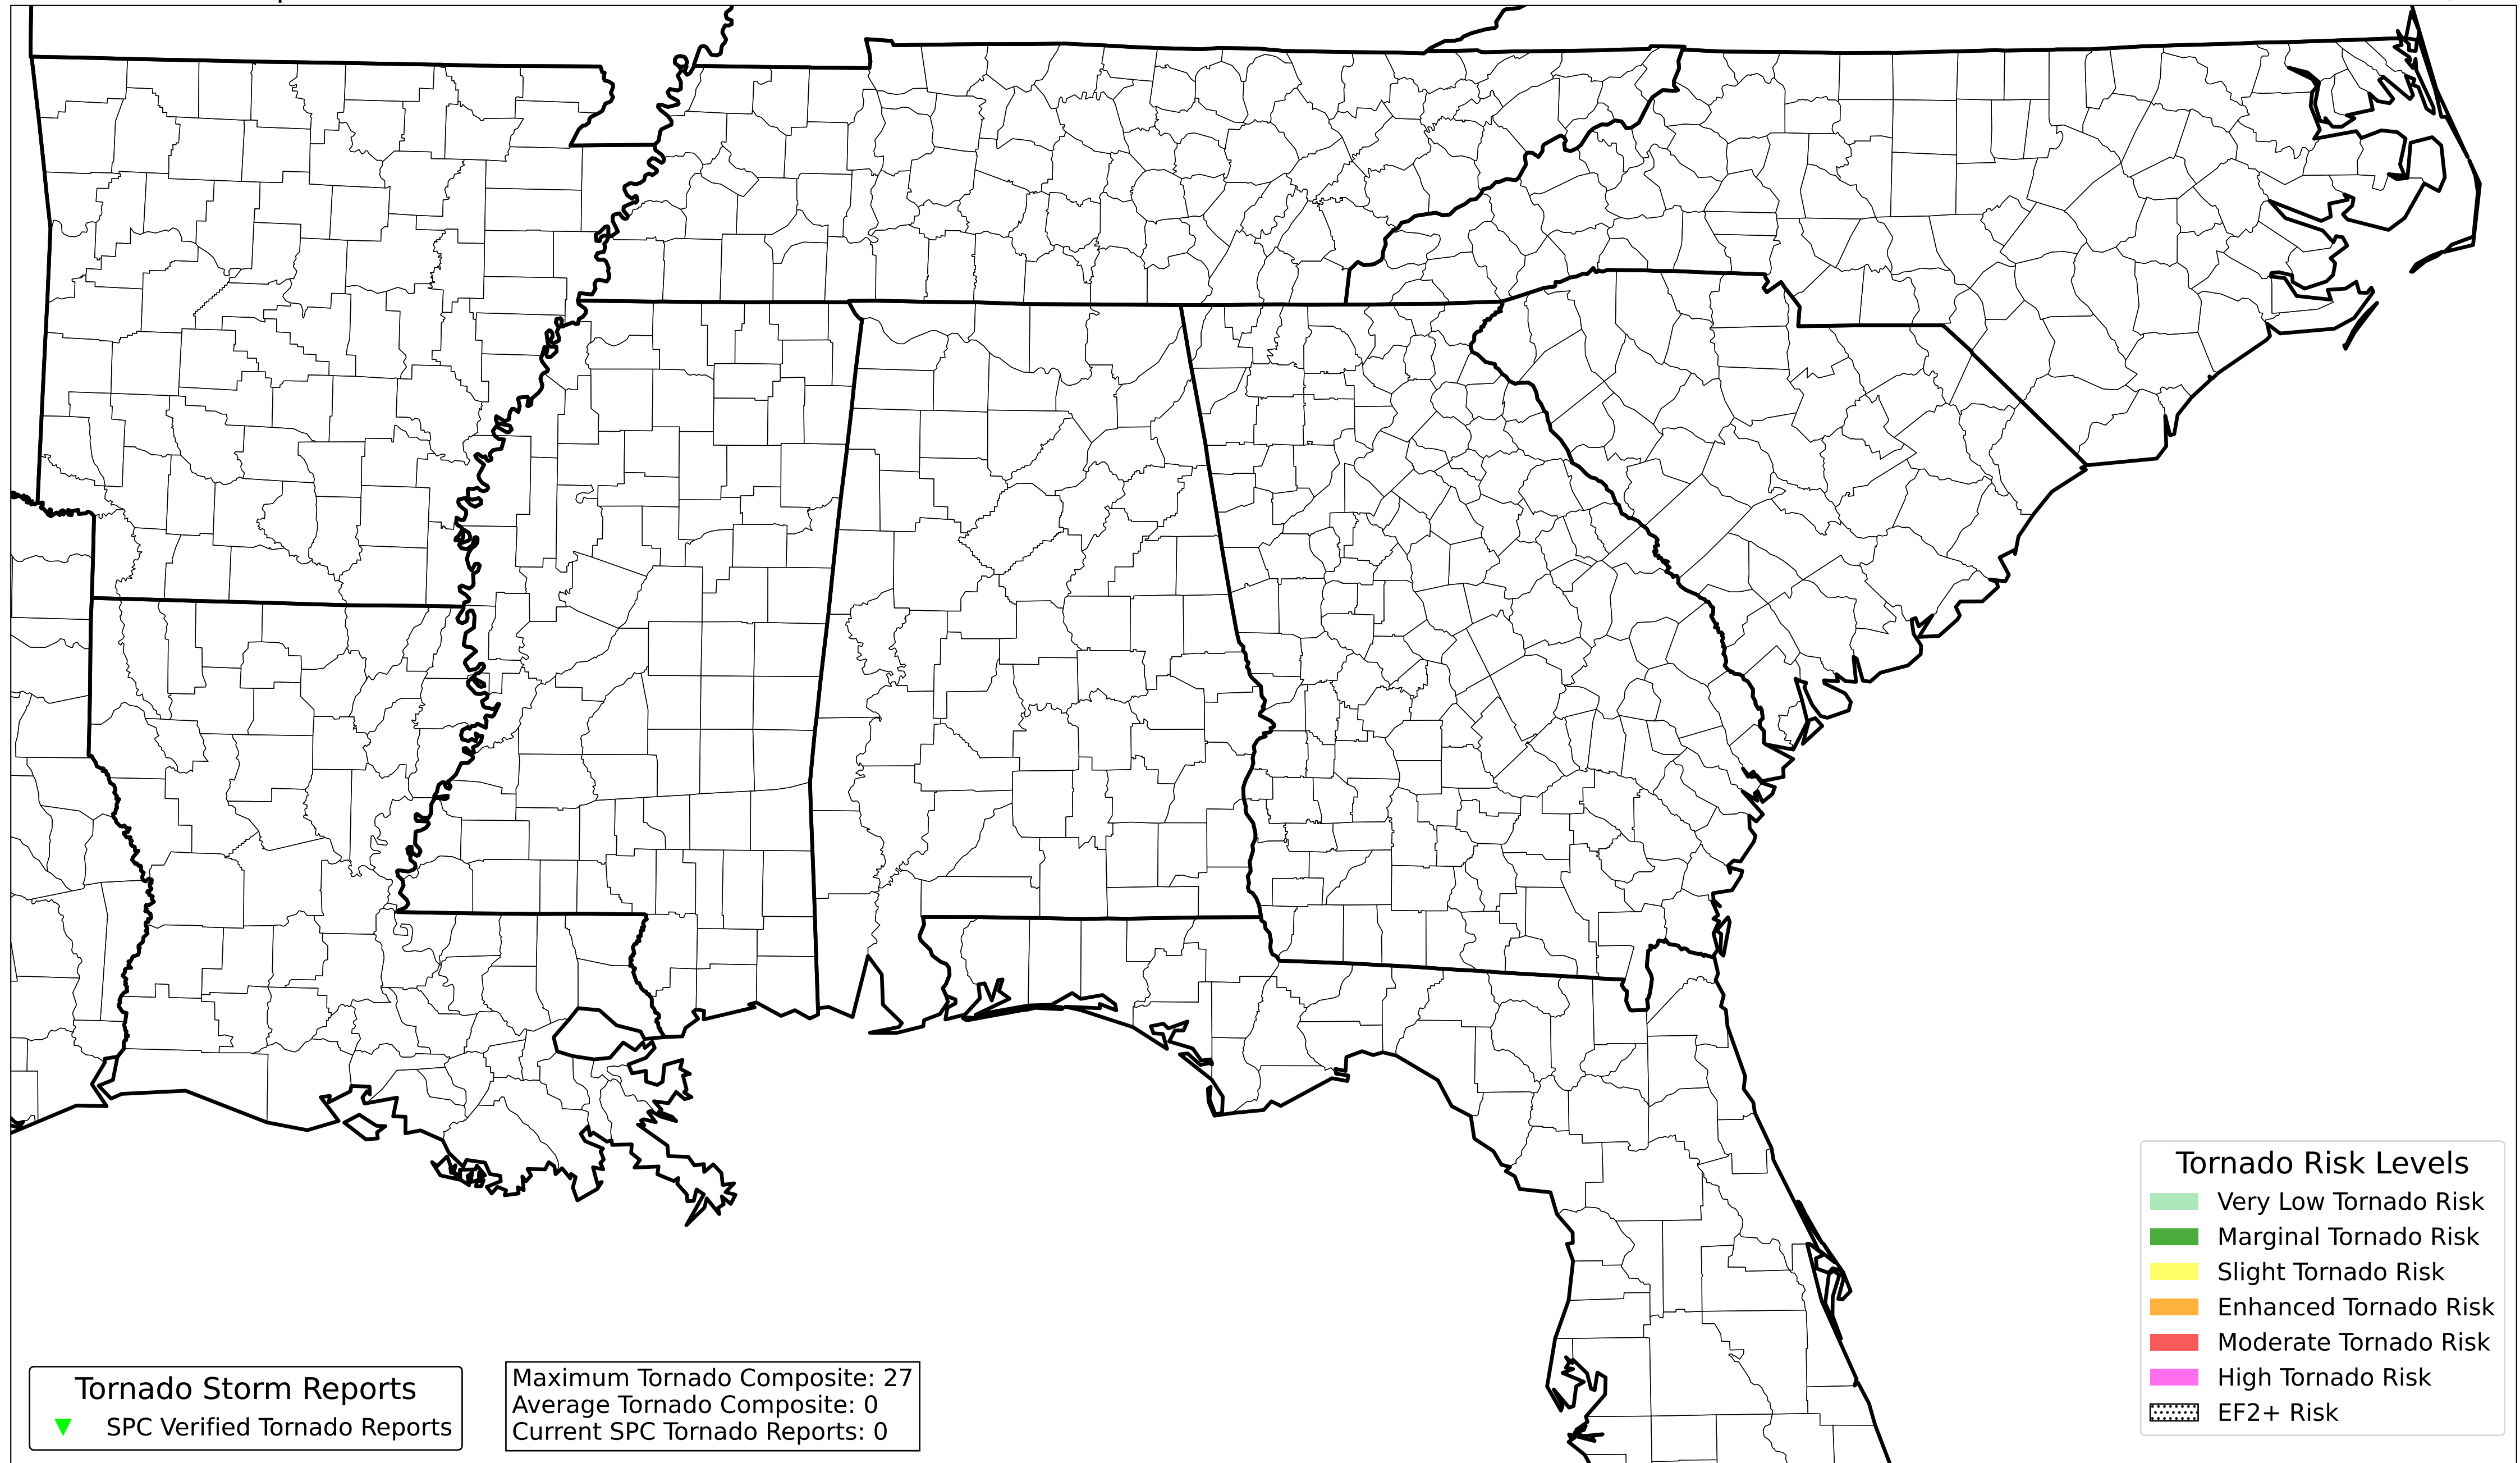 Tornado Risk Levels
Very Low Tornado Risk
Marginal Tornado Risk
Slight Tornado Risk
Enhanced Tornado Risk
Moderate Tornado Risk
High Tornado Risk
EF2+ Risk
Tornado Storm Reports
SPC Verified Tornado Reports
Maximum Tornado Composite: 27
Average Tornado Composite: 0
Current SPC Tornado Reports: 0